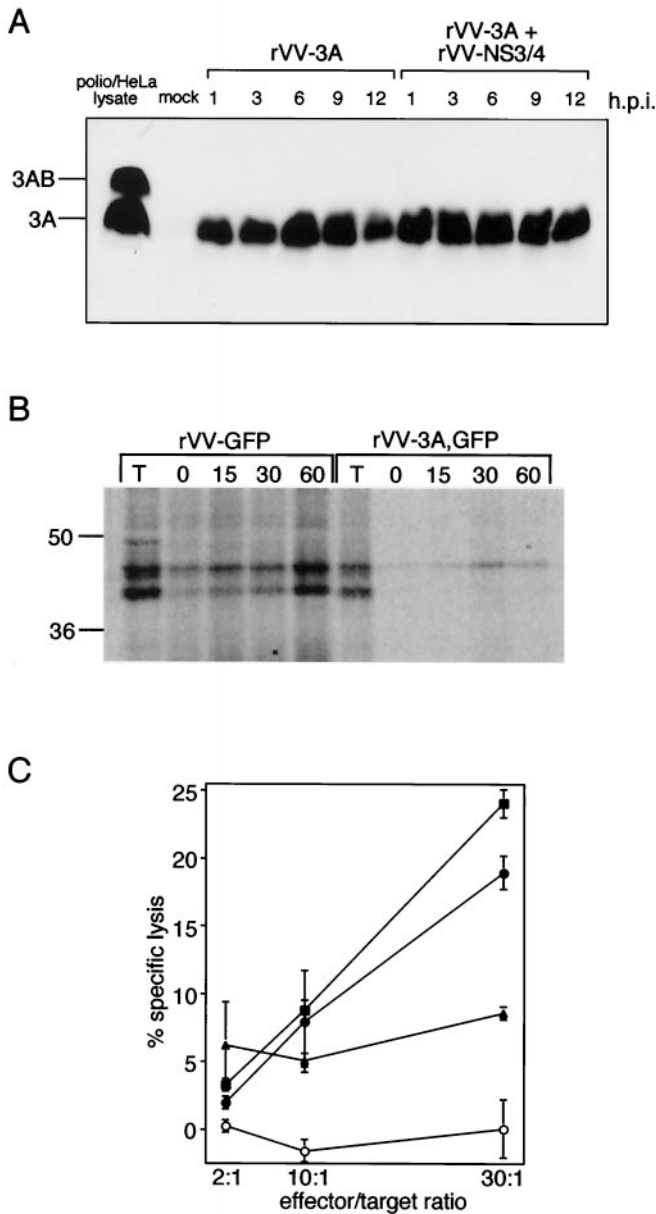 A
rVV-3A
rVV-3A +
rVV-NS3/4
polio/HeLa
lysate
mock
1 3 6 9 12
1 3 6 9 12
h.p.i.
3AB
3A
B
rVV-GFP
rVV-3A,GFP
T 0 15 30 60
T 0 15 30 60
50
36
C
25
20
15
10
5
0
% specific lysis
2:1 10:1 30:1
effector/target ratio